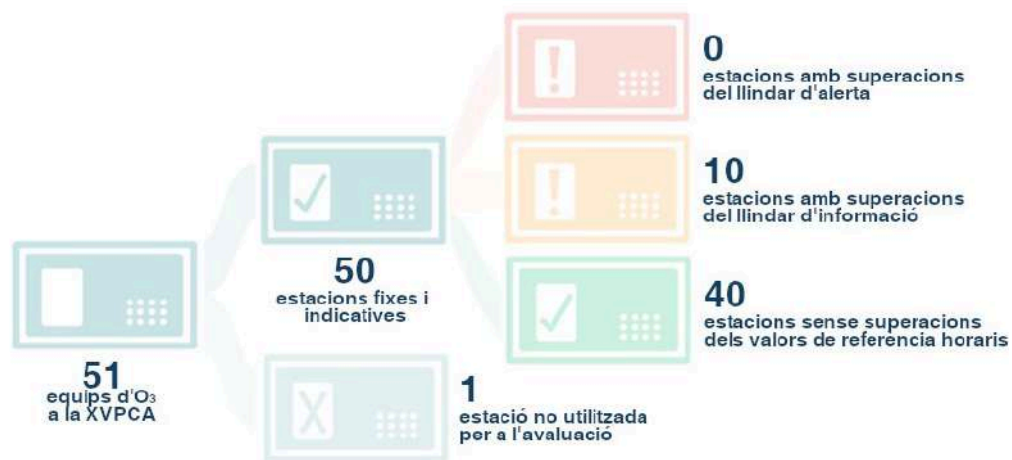 0
estacions amb superacions
del llindar d'alerta
10
estacions amb superacions
del llindar d'informació
50
estacions fixes i
indicatives
40
estacions sense superacions
dels valors de referencia horaris
51
equips d'O₃
a la XVPCA
1
estació no utilitzada
per a l'avaluació